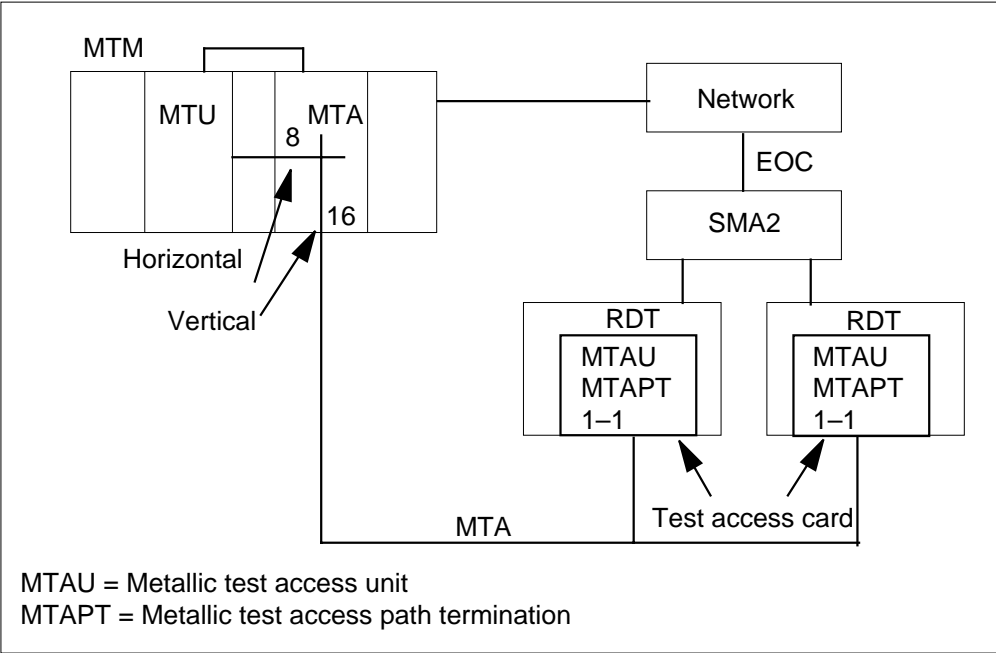 MTM
MTU
MTA
8
16
Horizontal
Vertical
Network
EOC
SMA2
RDT
MTAU
MTAPT
1–1
RDT
MTAU
MTAPT
1–1
Test access card
MTA
MTAU = Metallic test access unit
MTAPT = Metallic test access path termination